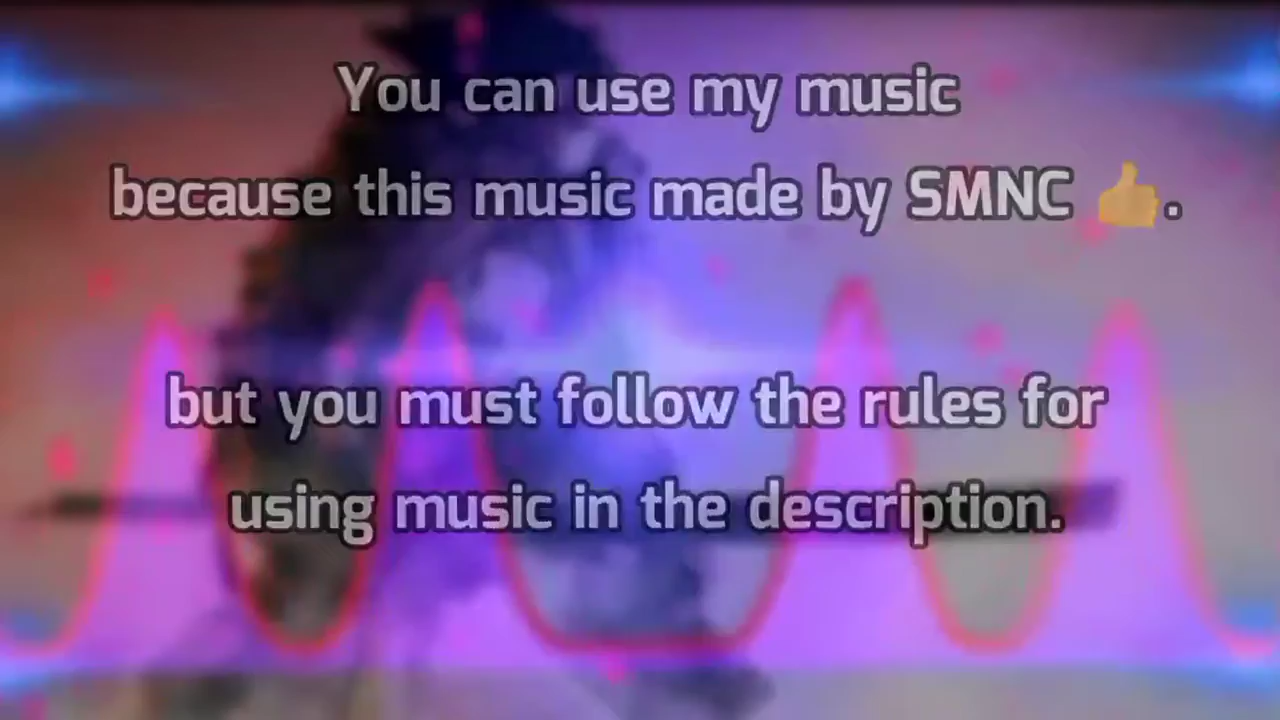 You can use my music
because this music made by SMNC 👍.
but you must follow the rules for
using music in the description.